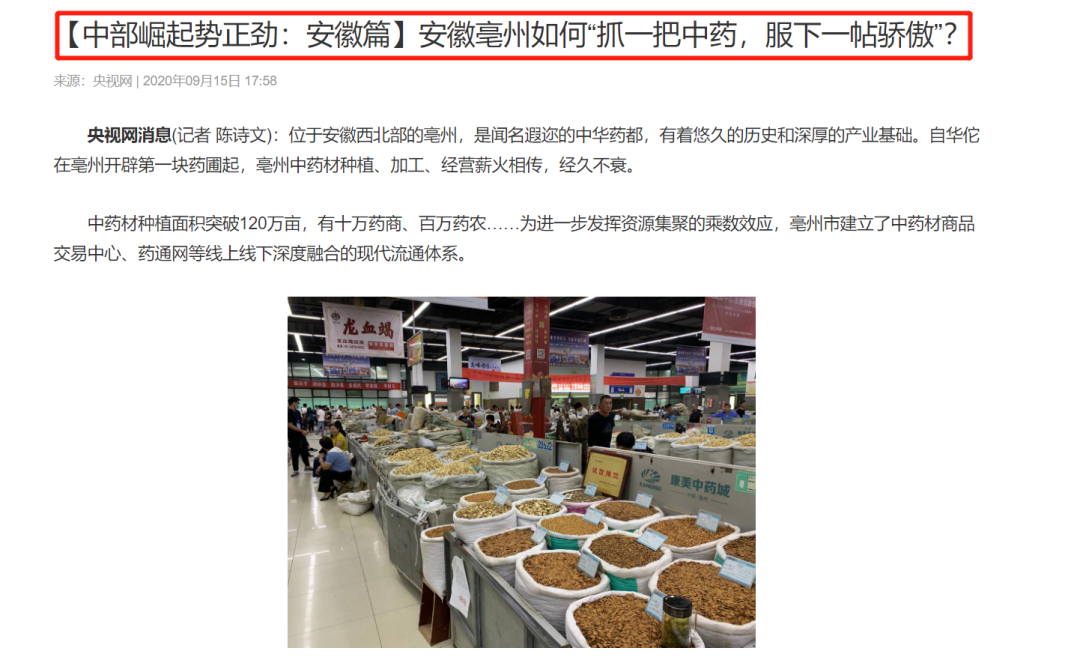 【中部崛起势正劲：安徽篇】安徽亳州如何“抓一把中药，服下一帖骄傲”？
来源：央视网 | 2020年09月15日 17:58
央视网消息(记者 陈诗文)：位于安徽西北部的亳州，是闻名遐迩的中华药都，有着悠久的历史和深厚的产业基础。自华佗
在亳州开辟第一块药圃起，亳州中药材种植、加工、经营薪火相传，经久不衰。
中药材种植面积突破120万亩，有十万药商、百万药农……为进一步发挥资源集聚的乘数效应，亳州市建立了中药材商品
交易中心、药通网等线上线下深度融合的现代流通体系。
龙血竭
康美中药城